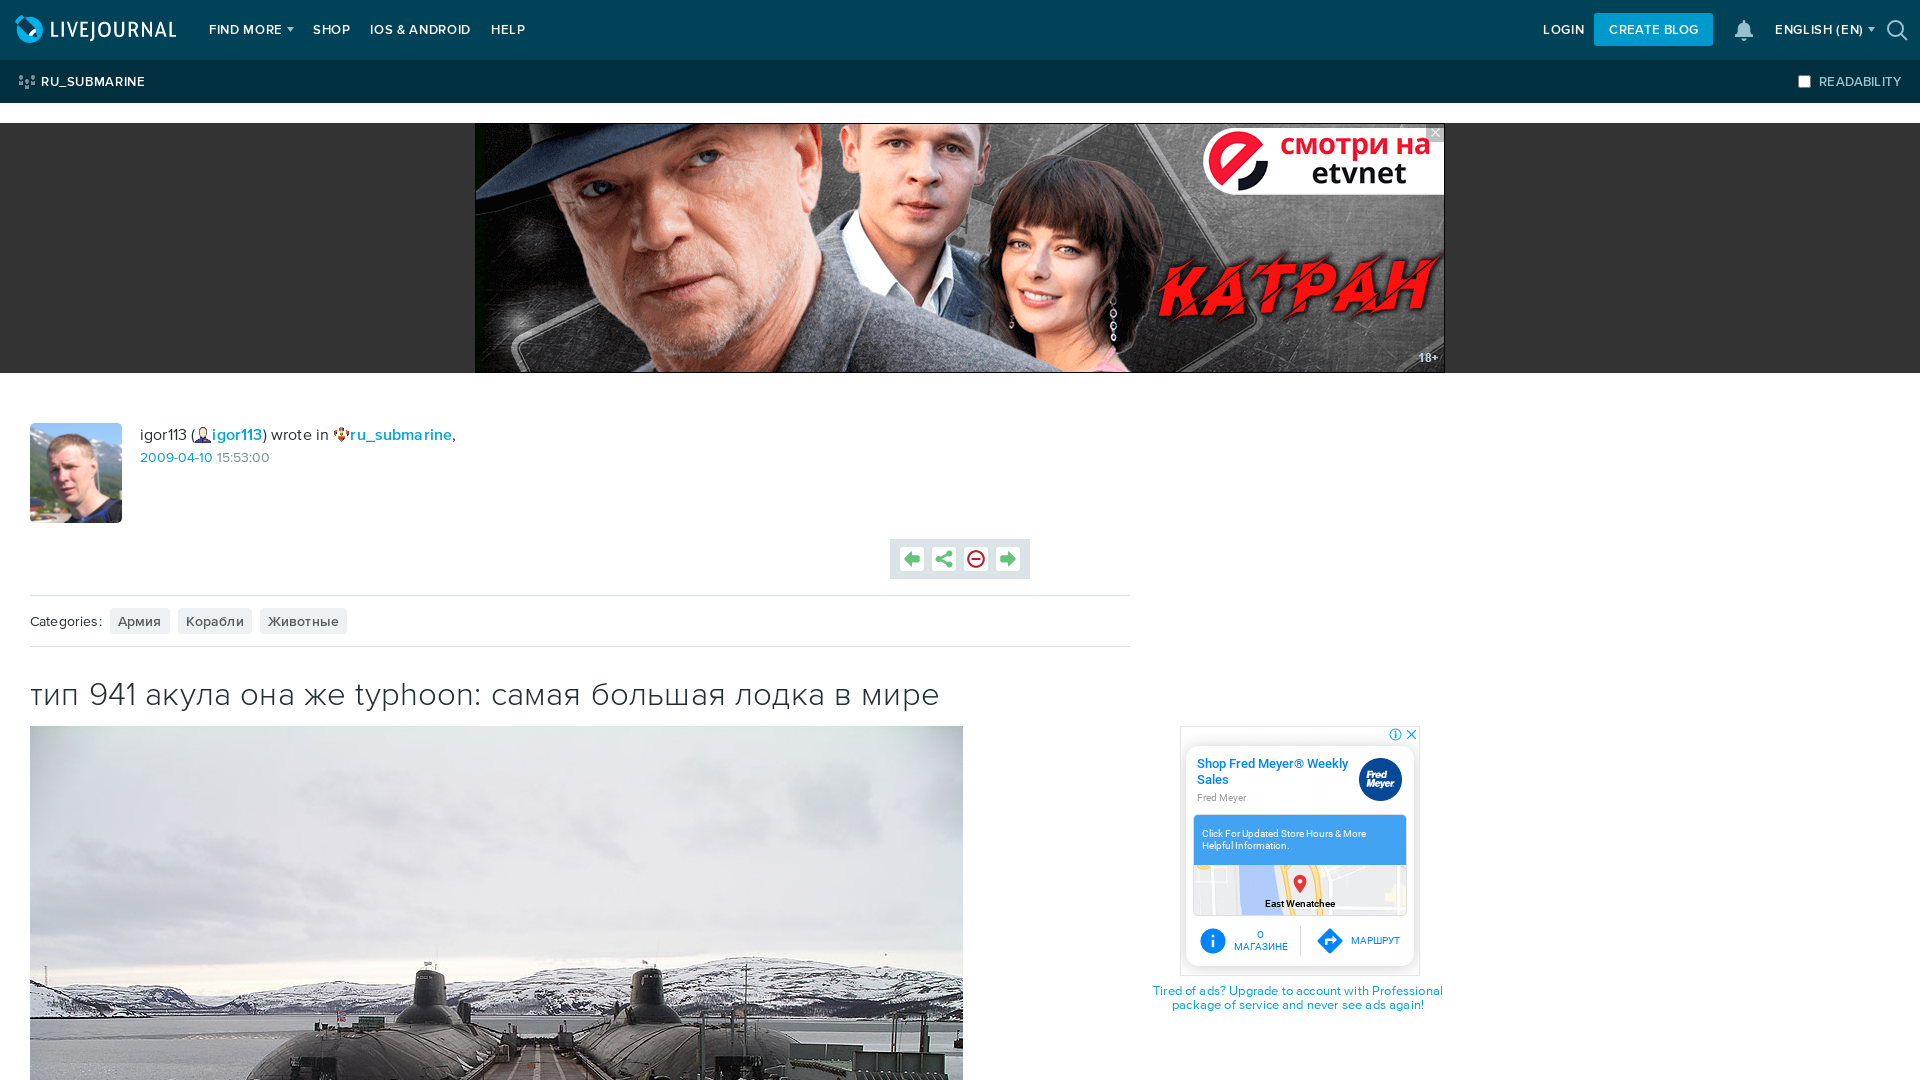 LIVEJOURNAL
FIND MORE
SHOP
IOS & ANDROID
HELP
LOGIN
CREATE BLOG
ENGLISH (EN)
RU_SUBMARINE
READABILITY
смотри на
etvnet
КАТРАН
18+
igor113 (igor113) wrote in ru_submarine,
2009-04-10 15:53:00
Categories:
Армия
Корабли
Животные
тип 941 акула она же typhoon: самая большая лодка в мире
Shop Fred Meyer® Weekly
Sales
Fred Meyer
Fred
Meyer
Click For Updated Store Hours & More
Helpful Information.
East Wenatchee
О
МАГАЗИНЕ
МАРШРУТ
Tired of ads? Upgrade to account with Professional
package of service and never see ads again!